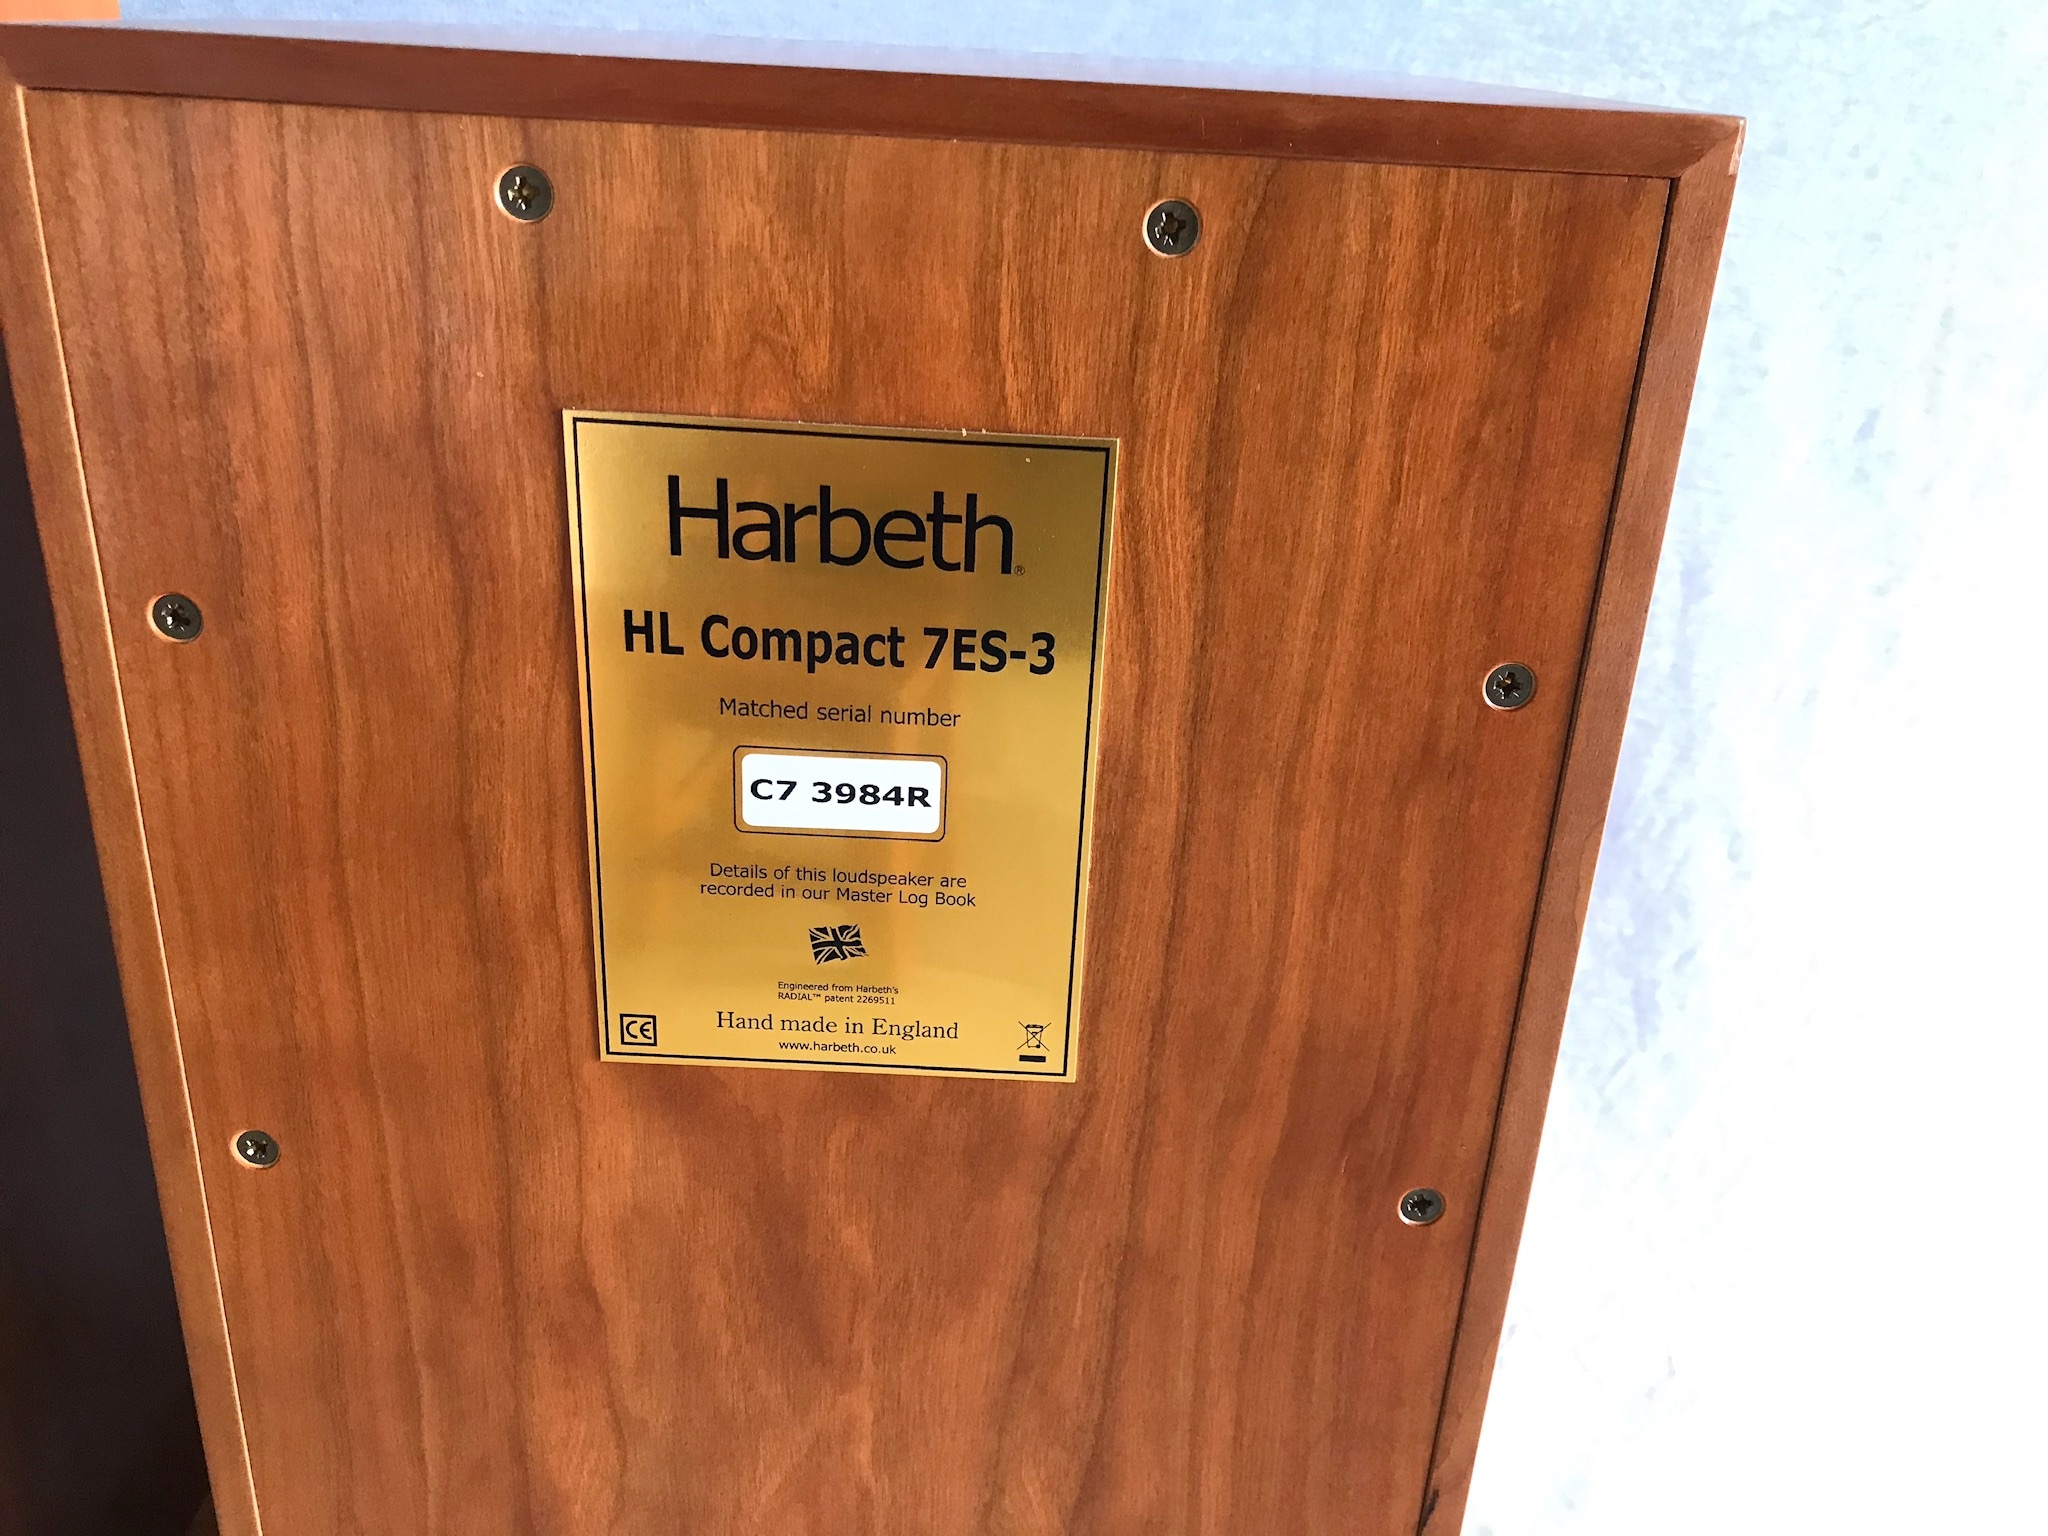 Harbeth®
HL Compact 7ES-3
Matched serial number
C7 3984R
Details of this loudspeaker are
recorded in our Master Log Book
Engineered from Harbeth's
RADIAL™ patent 2269511
CE
Hand made in England
www.harbeth.co.uk